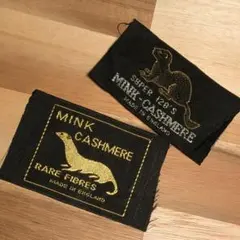 SUPER 120'S
MINK-CASHMERE
MADE IN ENGLAND
MINK
CASHMERE
RARE FIBRES
MADE IN ENGLAND